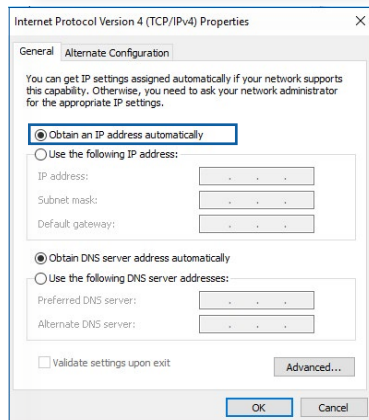 Internet Protocol Version 4 (TCP/IPv4) Properties
General Alternate Configuration
You can get IP settings assigned automatically if your network supports
this capability. Otherwise, you need to ask your network administrator
for the appropriate IP settings.
Obtain an IP address automatically
Use the following IP address:
IP address:
Subnet mask:
Default gateway:
Obtain DNS server address automatically
Use the following DNS server addresses:
Preferred DNS server:
Alternate DNS server:
Validate settings upon exit
Advanced...
OK Cancel